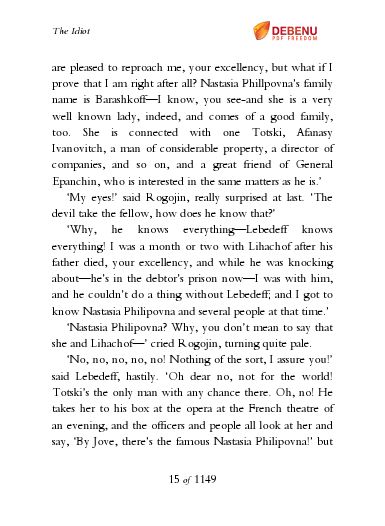 The Idiot
DEBENU
PDF FREEDOM
are pleased to reproach me, your excellency, but what if I
prove that I am right after all? Nastasia Phillpovna's family
name is Barashkoff—I know, you see-and she is a very
well known lady, indeed, and comes of a good family,
too. She is connected with one Totski, Afanasy
Ivanovitch, a man of considerable property, a director of
companies, and so on, and a great friend of General
Epanchin, who is interested in the same matters as he is.'
'My eyes!' said Rogojin, really surprised at last. 'The
devil take the fellow, how does he know that?'
'Why, he knows everything—Lebedeff knows
everything! I was a month or two with Lihachof after his
father died, your excellency, and while he was knocking
about—he's in the debtor's prison now—I was with him,
and he couldn't do a thing without Lebedeff; and I got to
know Nastasia Philipovna and several people at that time.'
'Nastasia Philipovna? Why, you don't mean to say that
she and Lihachof—' cried Rogojin, turning quite pale.
'No, no, no, no, no! Nothing of the sort, I assure you!'
said Lebedeff, hastily. 'Oh dear no, not for the world!
Totski's the only man with any chance there. Oh, no! He
takes her to his box at the opera at the French theatre of
an evening, and the officers and people all look at her and
say, 'By Jove, there's the famous Nastasia Philipovna!' but
15 of 1149